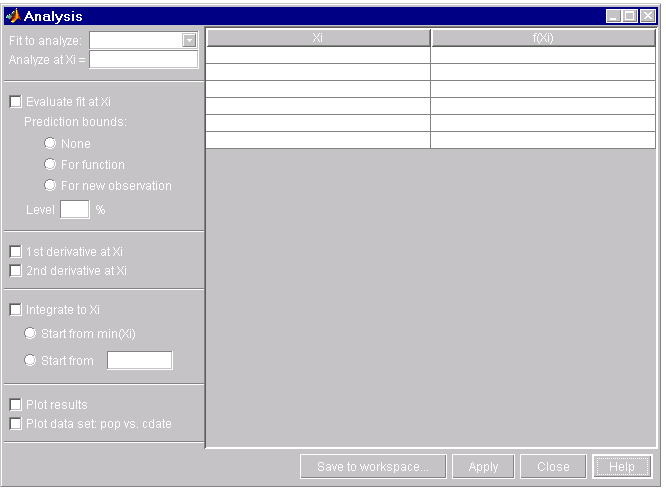 Analysis
Fit to analyze:
Analyze at Xi =
Xi f(Xi)
Evaluate fit at Xi
Prediction bounds:
None
For function
For new observation
Level %
1st derivative at Xi
2nd derivative at Xi
Integrate to Xi
Start from min(Xi)
Start from
Plot results
Plot data set: pop vs. cdate
Save to workspace... Apply Close Help